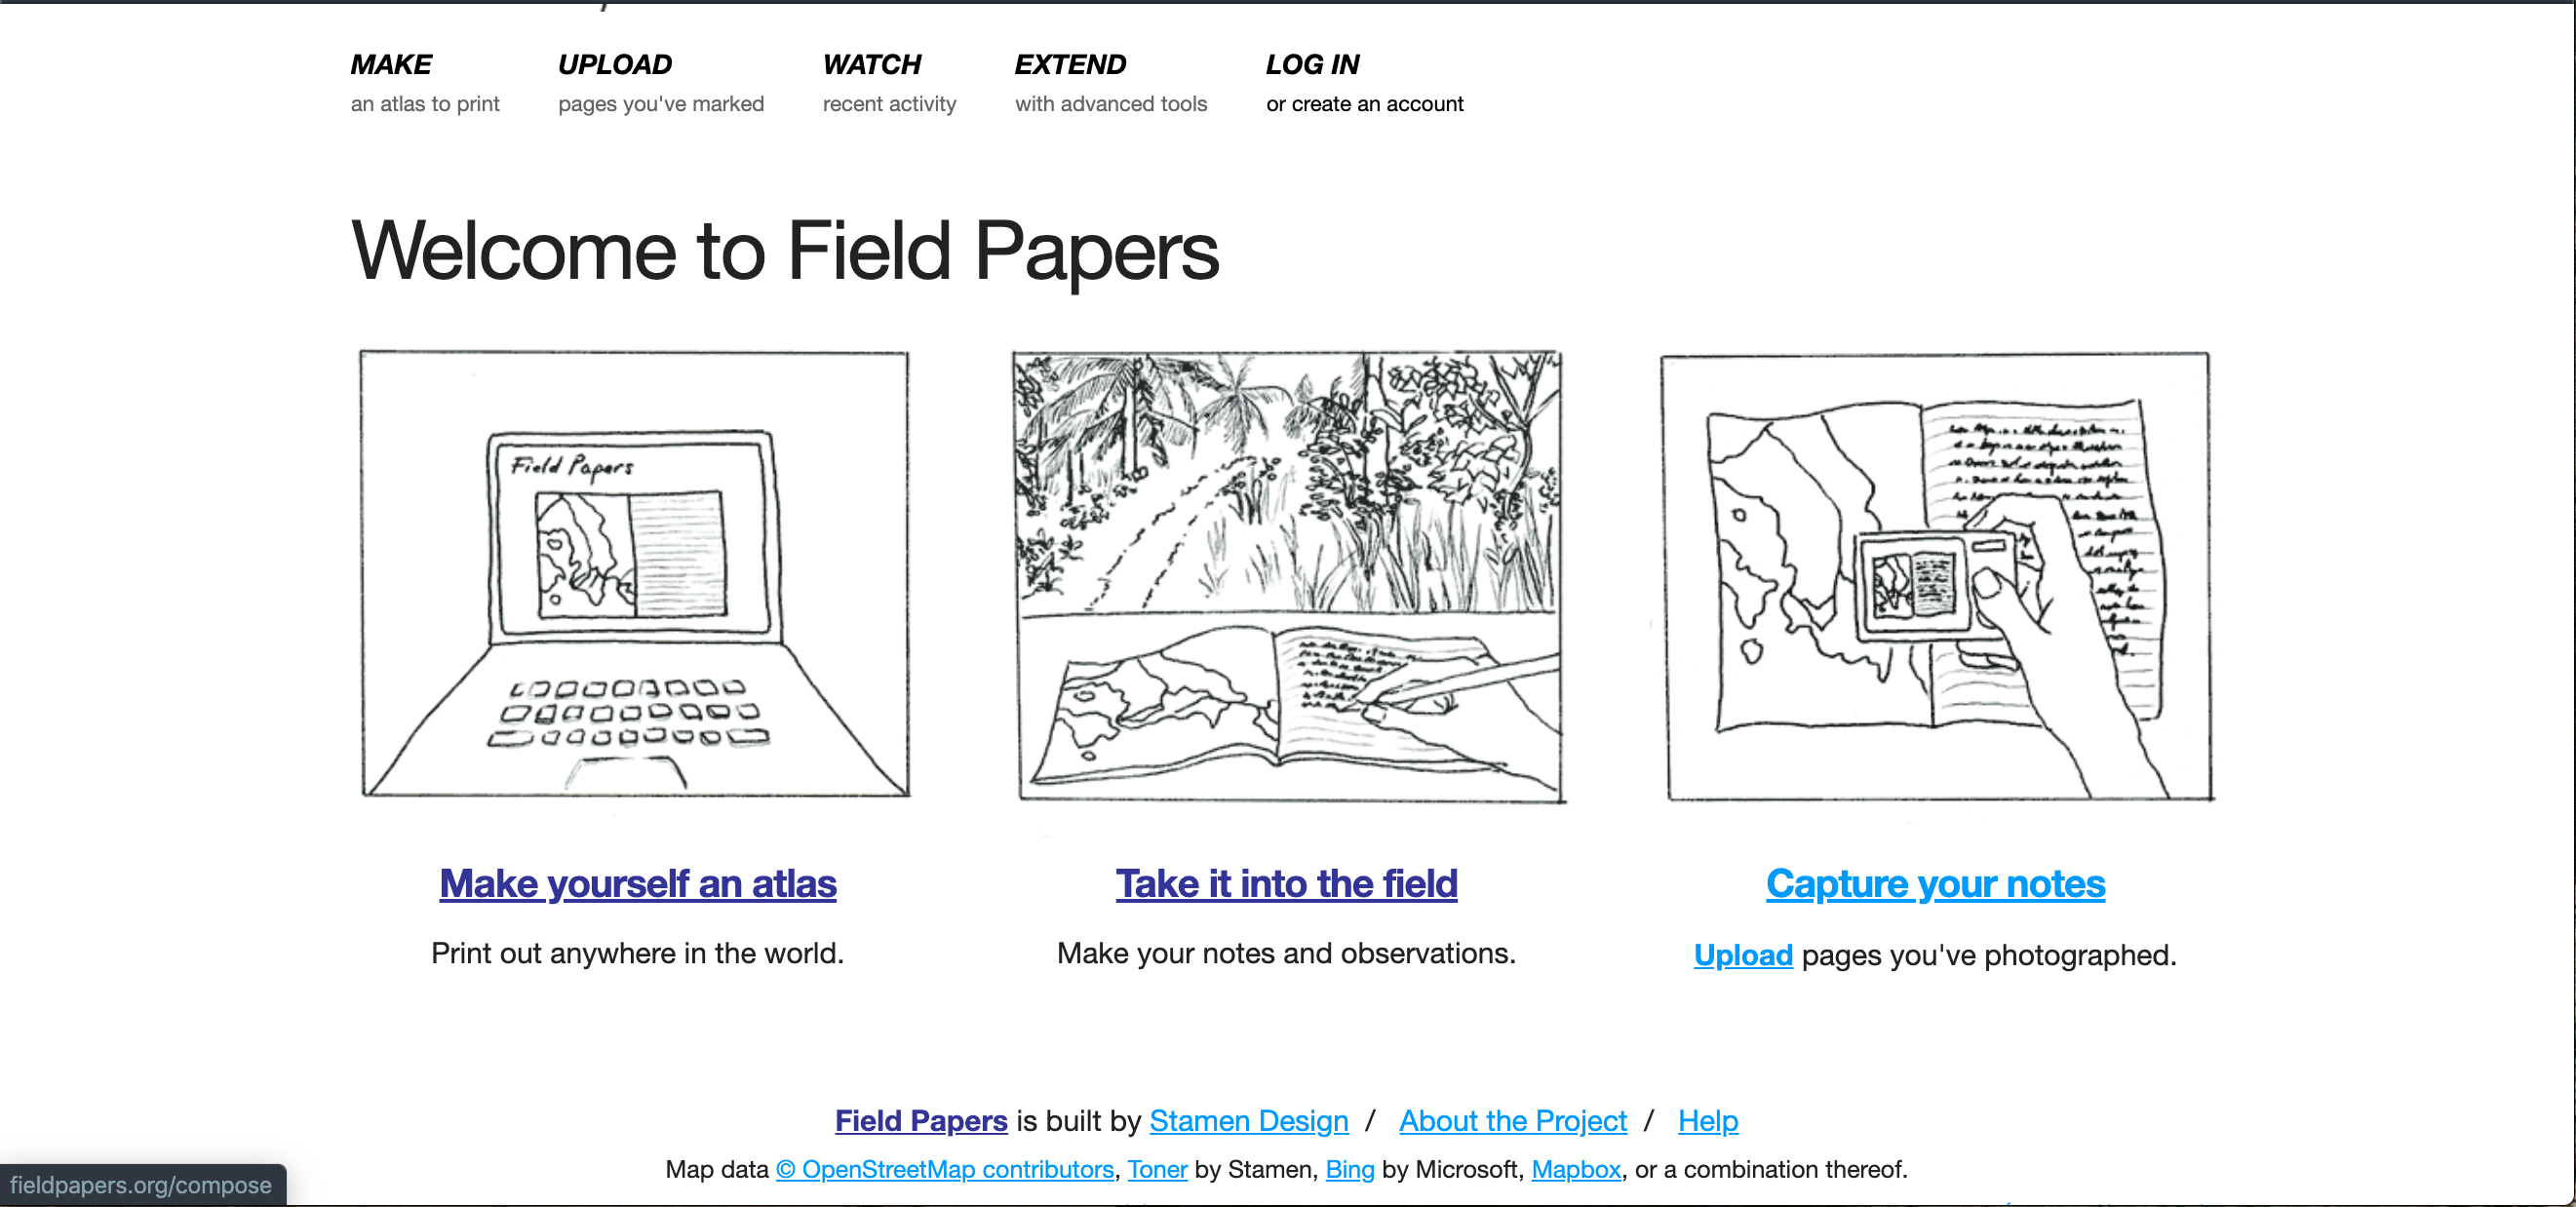 MAKE UPLOAD WATCH EXTEND LOG IN
an atlas to print pages you've marked recent activity with advanced tools or create an account
Welcome to Field Papers
Field Papers
Make yourself an atlas Take it into the field Capture your notes
Print out anywhere in the world. Make your notes and observations. Upload pages you've photographed.
Field Papers is built by Stamen Design / About the Project / Help
Map data © OpenStreetMap contributors, Toner by Stamen, Bing by Microsoft, Mapbox, or a combination thereof.
fieldpapers.org/compose